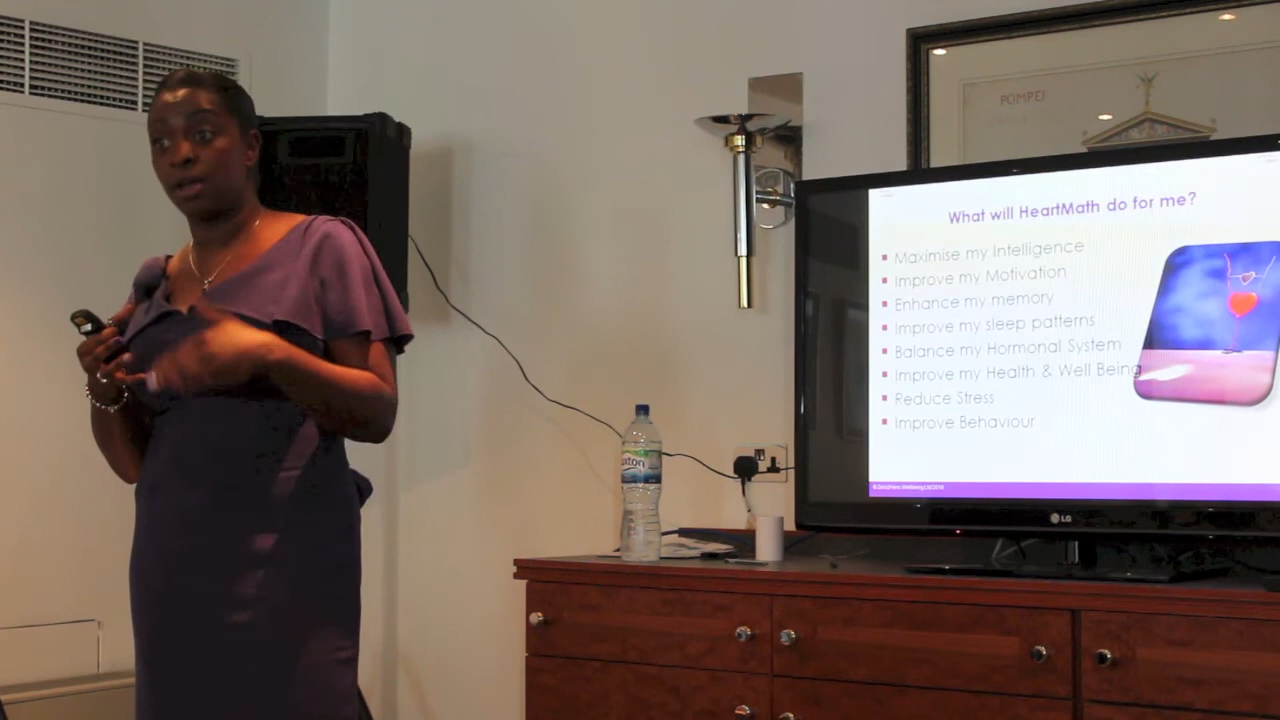 POMPEI
What will HeartMath do for me?
Maximise my Intelligence
Improve my Motivation
Enhance my memory
Improve my sleep patterns
Balance my Hormonal System
Improve my Health & Well Being
Reduce Stress
Improve Behaviour
LG